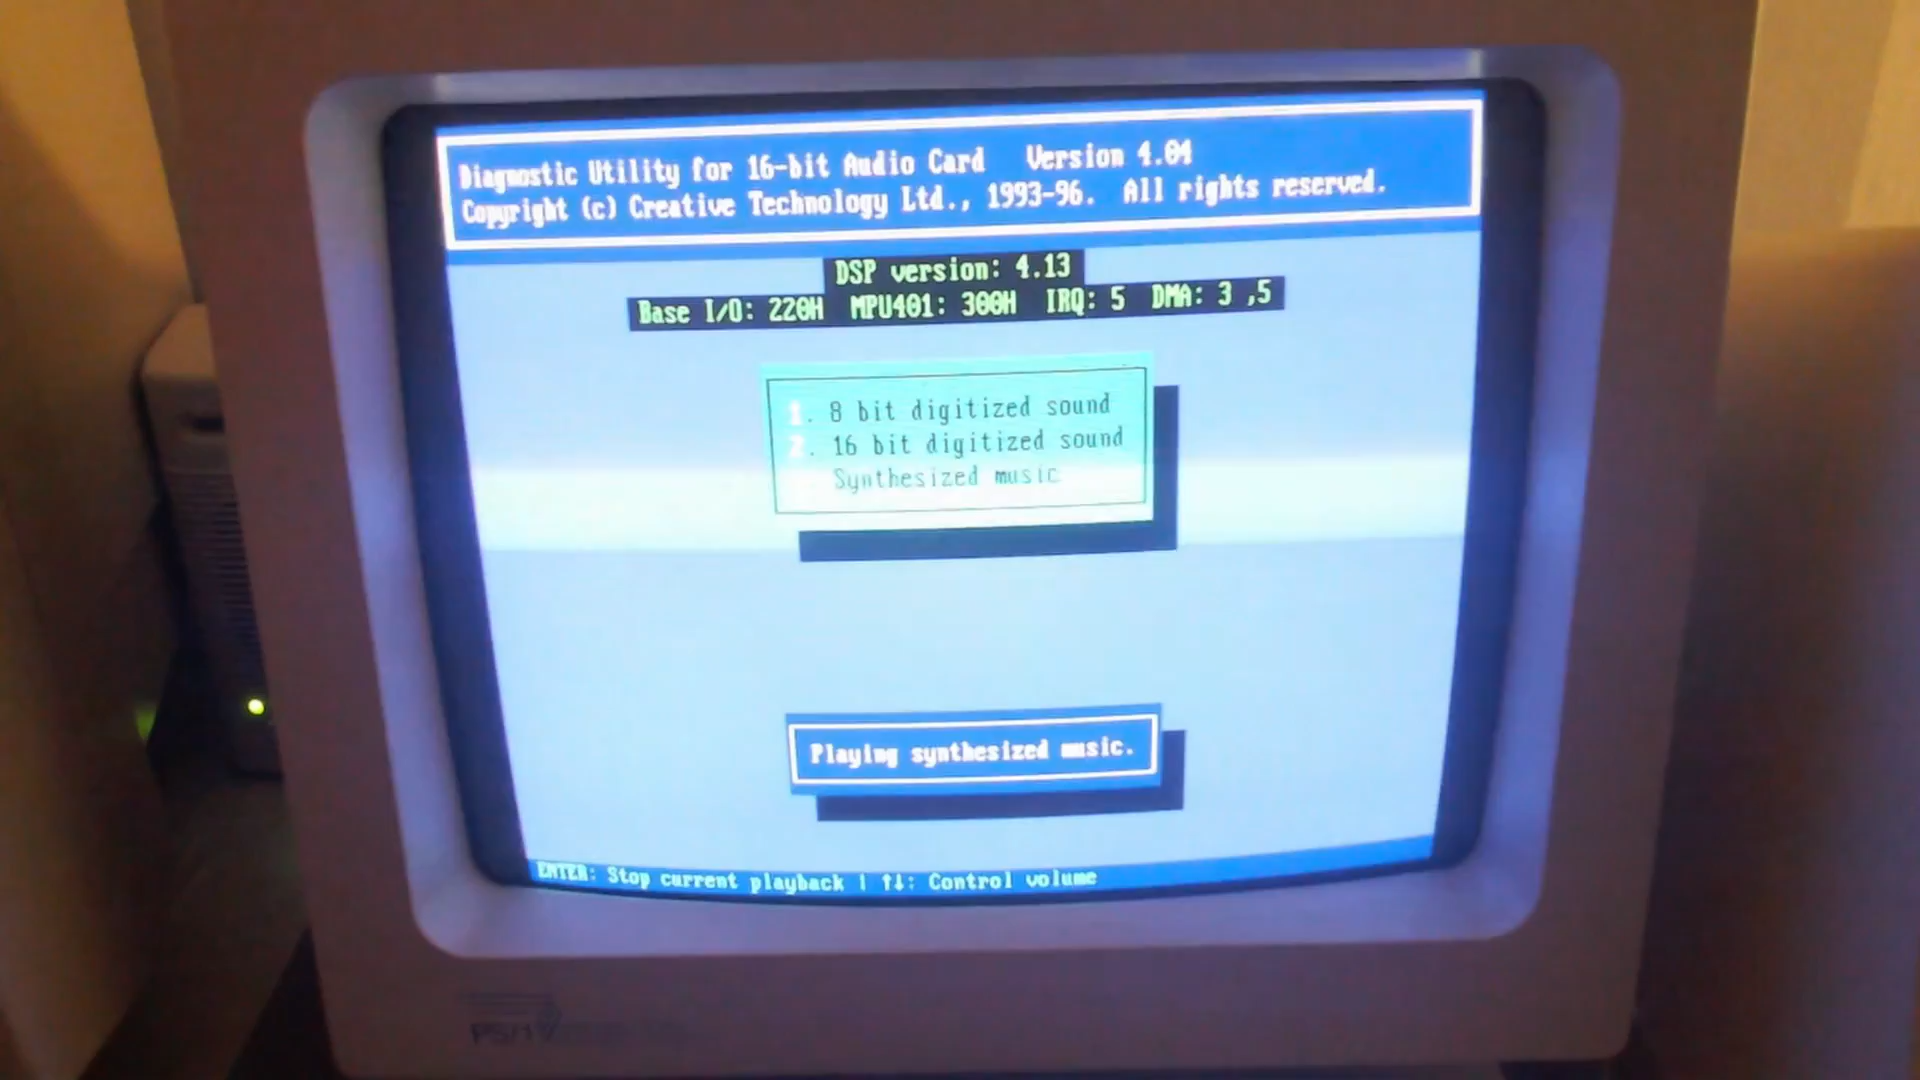 Diagnostic Utility for 16-bit Audio Card Version 4.04
Copyright (c) Creative Technology Ltd., 1993-96. All rights reserved.
DSP version: 4.13
Base I/O: 220H MPU401: 300H IRQ: 5 DMA: 3 ,5
1. 8 bit digitized sound
2. 16 bit digitized sound
Synthesized music
Playing synthesized music.
ENTER: Stop current playback | ↑↓: Control volume
PS/1